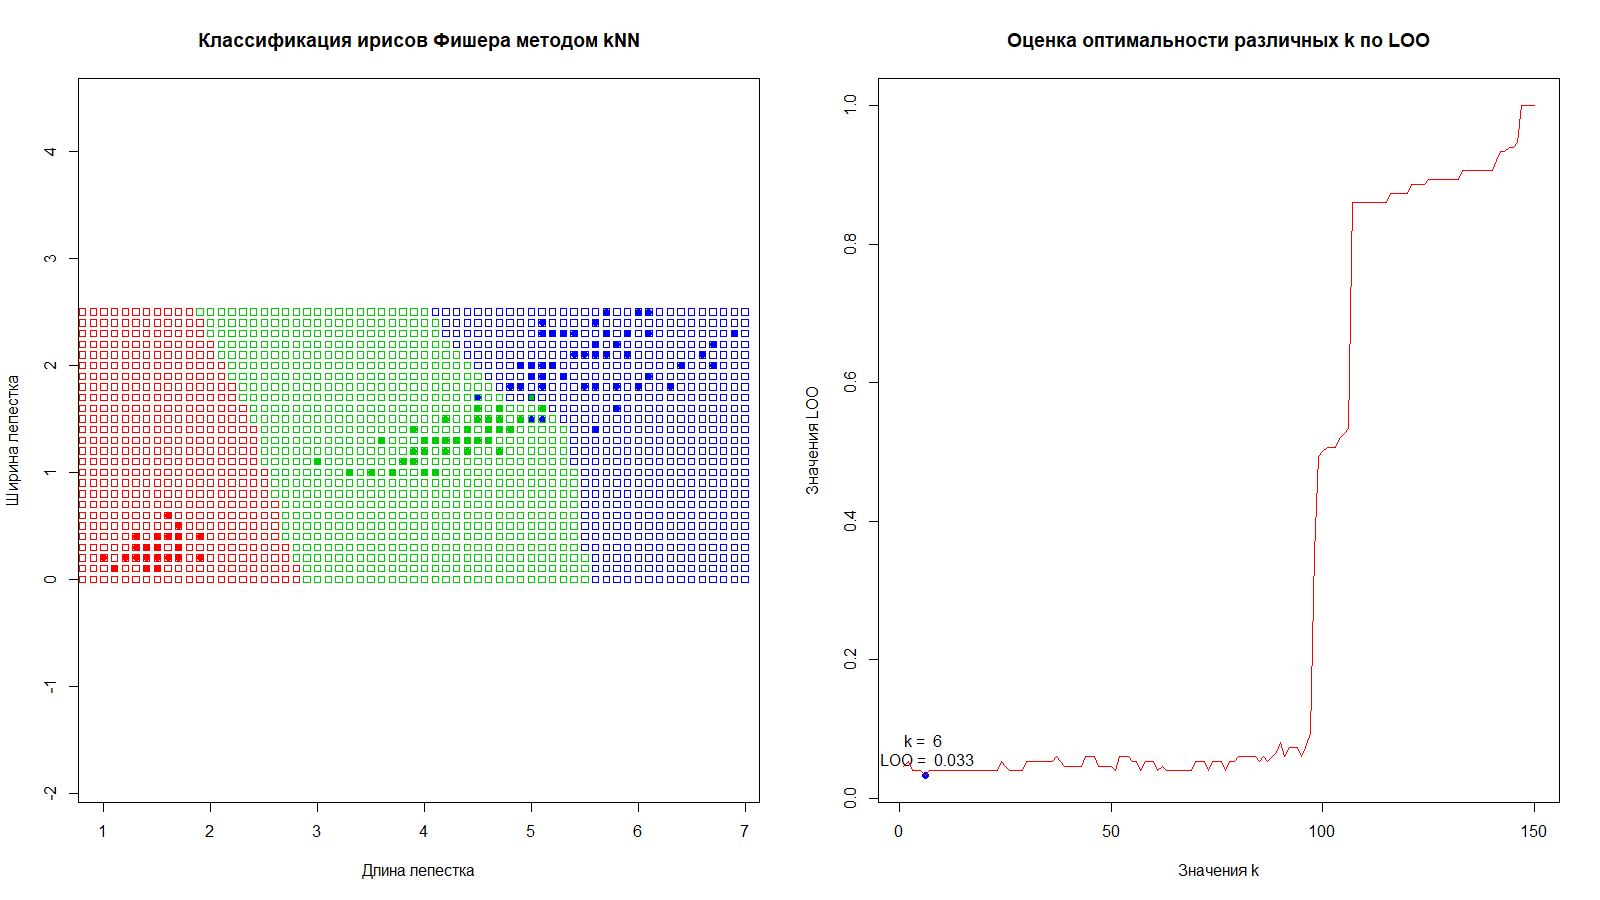 Классификация ирисов Фишера методом kNN
4
3
2
1
0
-1
-2
Ширина лепестка
1 2 3 4 5 6 7
Длина лепестка
Оценка оптимальности различных k по LOO
1.0
0.8
0.6
0.4
0.2
0.0
Значения LOO
k = 6
LOO = 0.033
0 50 100 150
Значения k